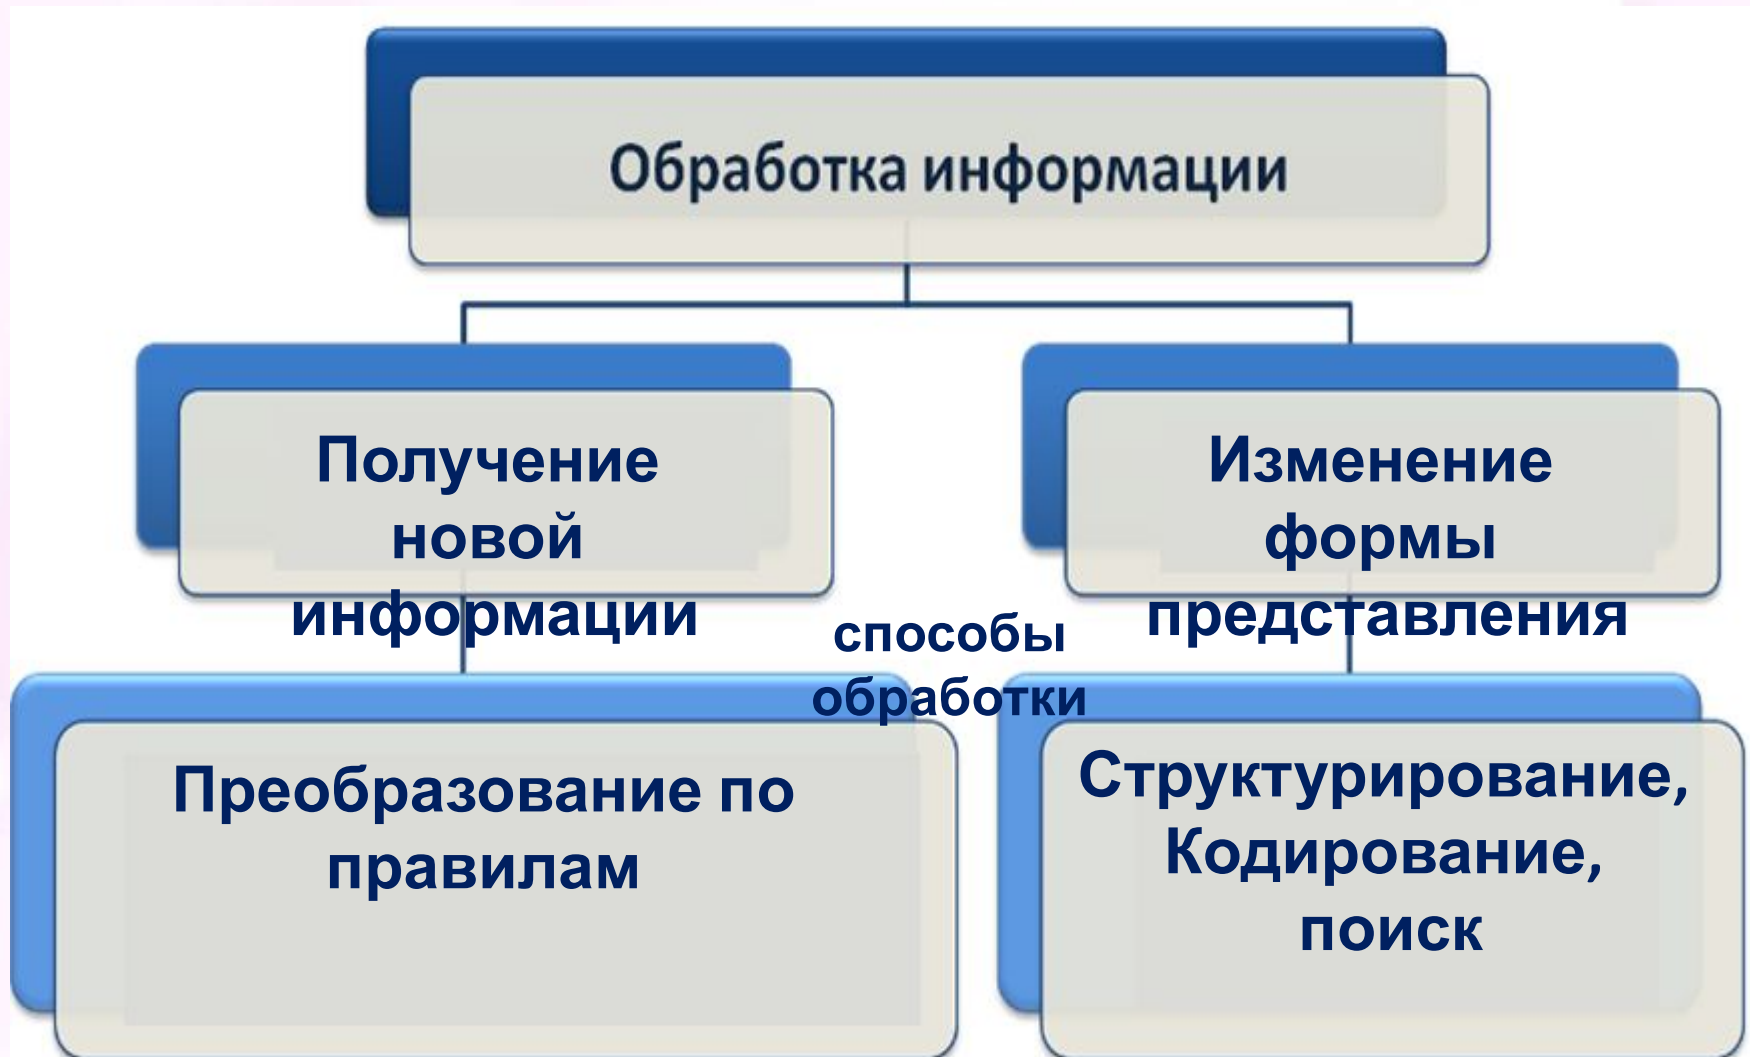 Обработка информации
Получение
новой
информации
Изменение
формы
представления
способы
обработки
Преобразование по
правилам
Структурирование,
Кодирование,
поиск